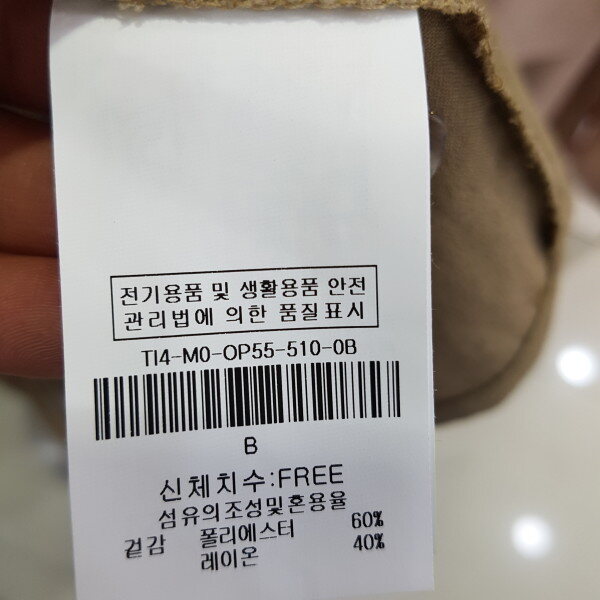 전기용품 및 생활용품 안전
관리법에 의한 품질표시
TI4-M0-OP55-510-0B
B
신체치수:FREE
섬유의조성및혼용율
겉감 폴리에스터 60%
레이온 40%